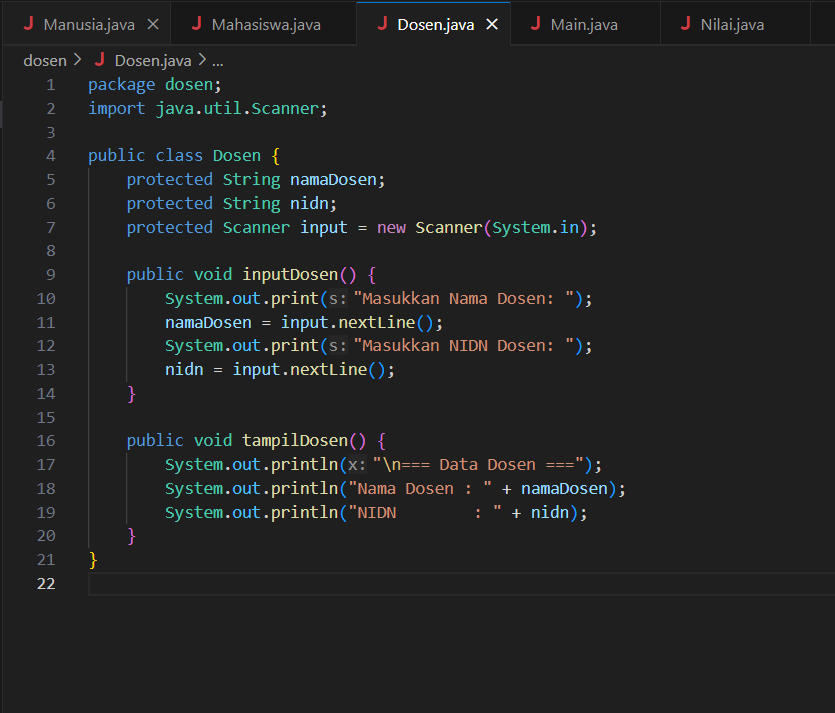 Manusia.java Mahasiswa.java Dosen.java Main.java Nilai.java
dosen > Dosen.java > ...
1 package dosen;
2 import java.util.Scanner;
3
4 public class Dosen {
5     protected String namaDosen;
6     protected String nidn;
7     protected Scanner input = new Scanner(System.in);
8
9     public void inputDosen() {
10         System.out.print(s: "Masukkan Nama Dosen: ");
11         namaDosen = input.nextLine();
12         System.out.print(s: "Masukkan NIDN Dosen: ");
13         nidn = input.nextLine();
14     }
15
16     public void tampilDosen() {
17         System.out.println(x: "\n=== Data Dosen ===");
18         System.out.println("Nama Dosen : " + namaDosen);
19         System.out.println("NIDN        : " + nidn);
20     }
21 }
22